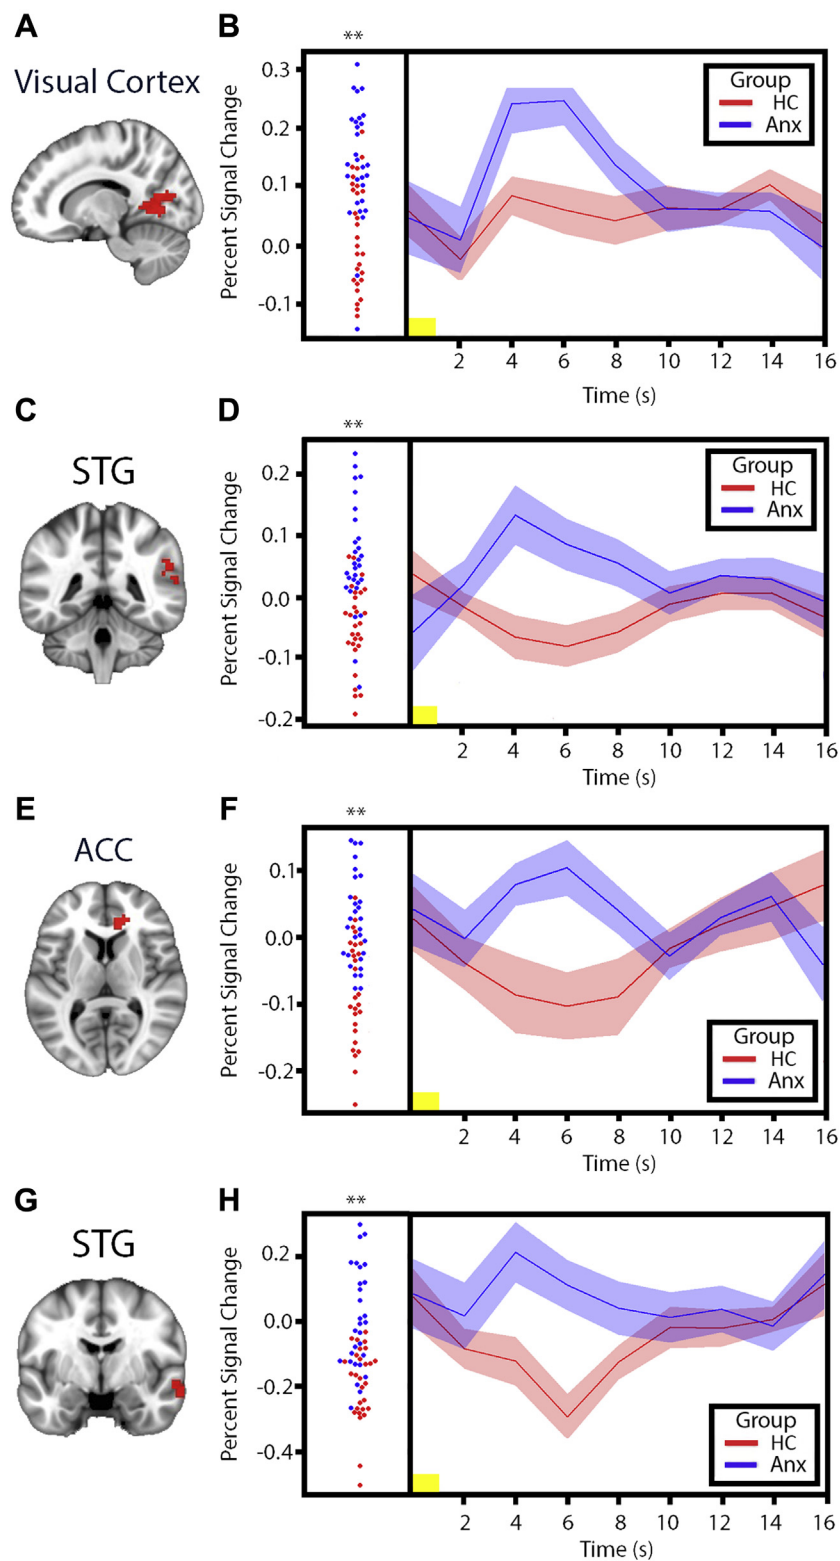 A
B
Visual Cortex
**
Percent Signal Change
0.3
0.2
0.1
0.0
-0.1
Group
HC
Anx
2 4 6 8 10 12 14 16
Time (s)
C
D
STG
**
Percent Signal Change
0.2
0.1
0.0
-0.1
-0.2
Group
HC
Anx
2 4 6 8 10 12 14 16
Time (s)
E
F
ACC
**
Percent Signal Change
0.1
0.0
-0.1
-0.2
Group
HC
Anx
2 4 6 8 10 12 14 16
Time (s)
G
H
STG
**
Percent Signal Change
0.2
0.0
-0.2
-0.4
Group
HC
Anx
2 4 6 8 10 12 14 16
Time (s)